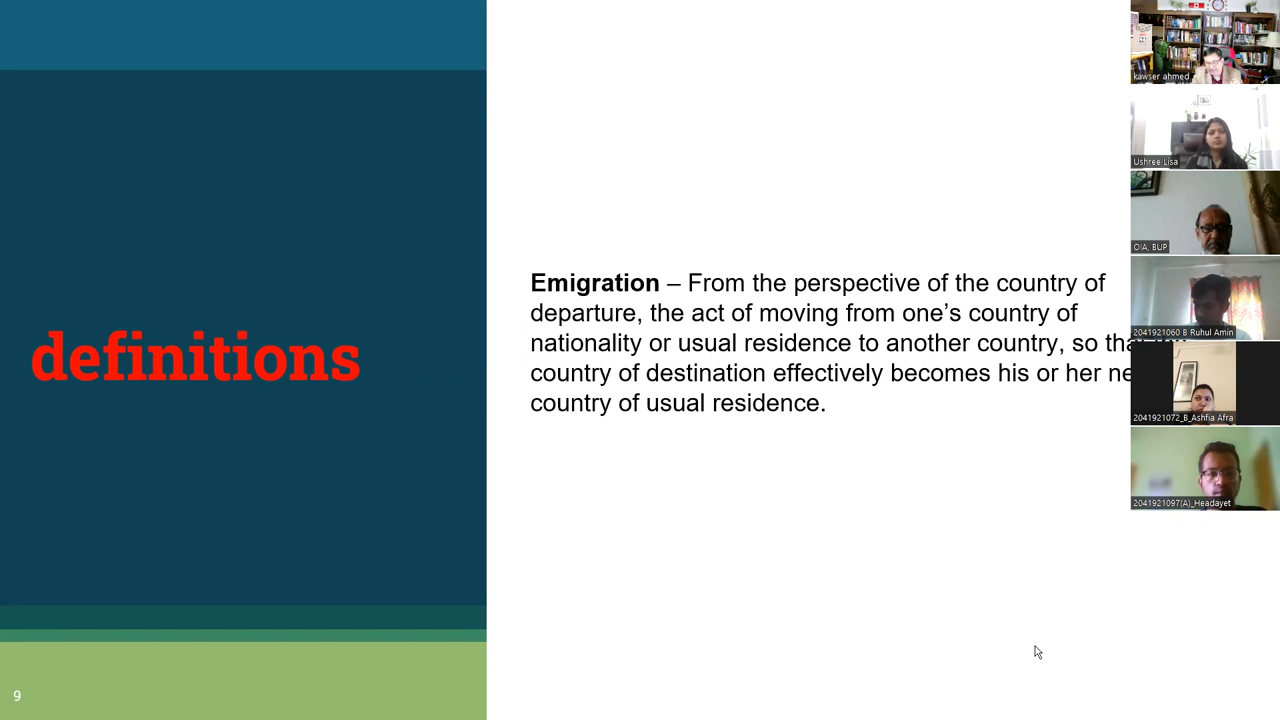 definitions
Emigration – From the perspective of the country of
departure, the act of moving from one’s country of
nationality or usual residence to another country, so
country of destination effectively becomes his or her
country of usual residence.
9
kawser ahmed
Ushree Lisa
OIA, BUP
2041921060 B Ruhul Amin
2041921072_B_Ashfia Afra
2041921097(A)_Headayet